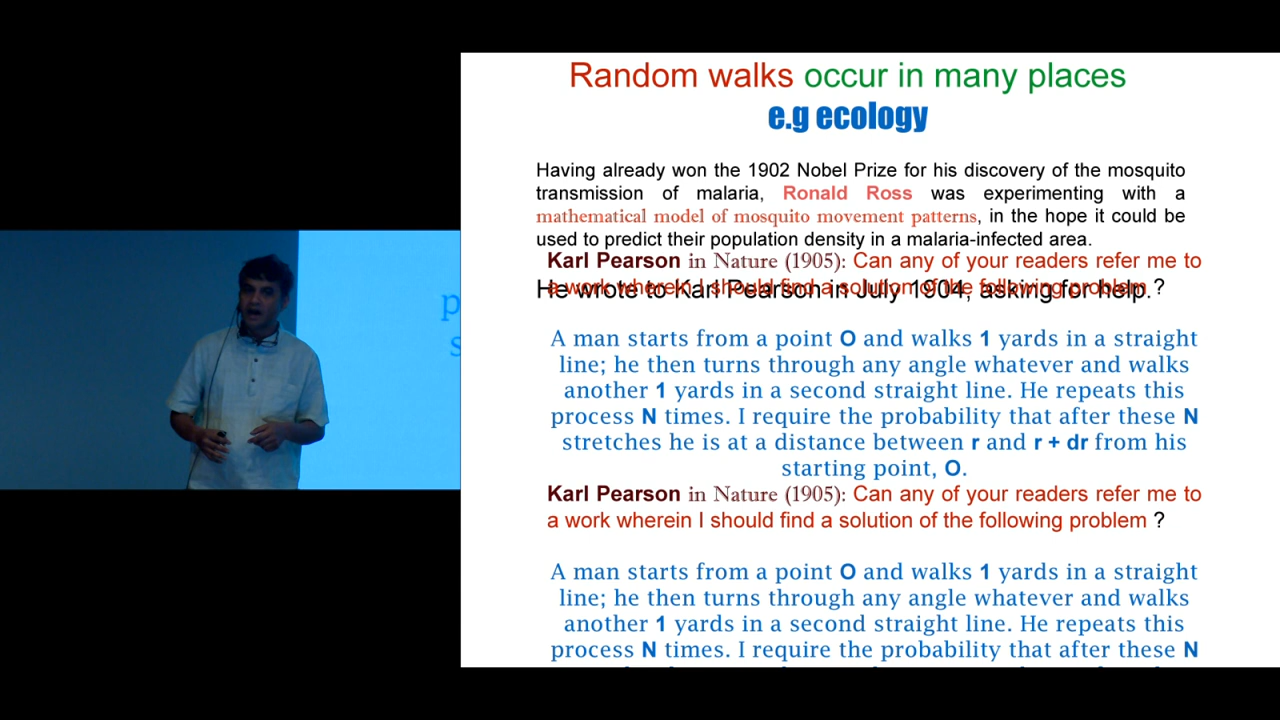 Random walks occur in many places
e.g ecology
Having already won the 1902 Nobel Prize for his discovery of the mosquito
transmission of malaria, Ronald Ross was experimenting with a
mathematical model of mosquito movement patterns, in the hope it could be
used to predict their population density in a malaria-infected area.
Karl Pearson in Nature (1905): Can any of your readers refer me to
a work wherein I should find a solution of the following problem ?
He wrote to Karl Pearson in July 1904, asking for help.
p
s
A man starts from a point O and walks 1 yards in a straight
line; he then turns through any angle whatever and walks
another 1 yards in a second straight line. He repeats this
process N times. I require the probability that after these N
stretches he is at a distance between r and r + dr from his
starting point, O.
Karl Pearson in Nature (1905): Can any of your readers refer me to
a work wherein I should find a solution of the following problem ?
A man starts from a point O and walks 1 yards in a straight
line; he then turns through any angle whatever and walks
another 1 yards in a second straight line. He repeats this
process N times. I require the probability that after these N